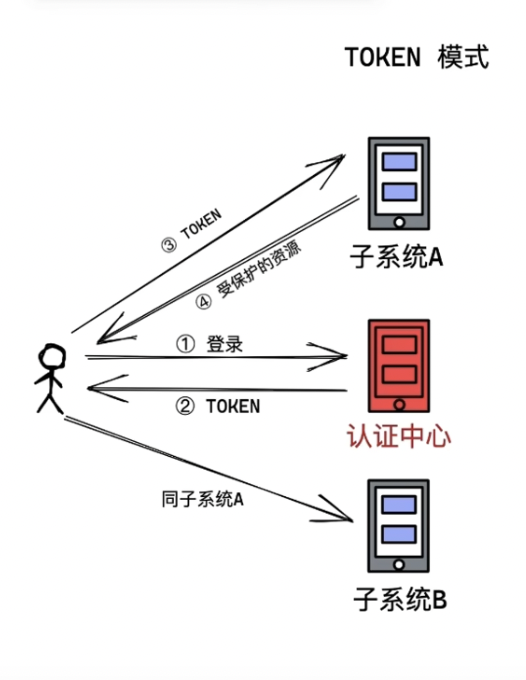 TOKEN 模式
③ TOKEN
子系统A
④ 受保护的资源
① 登录
② TOKEN
认证中心
同子系统A
子系统B